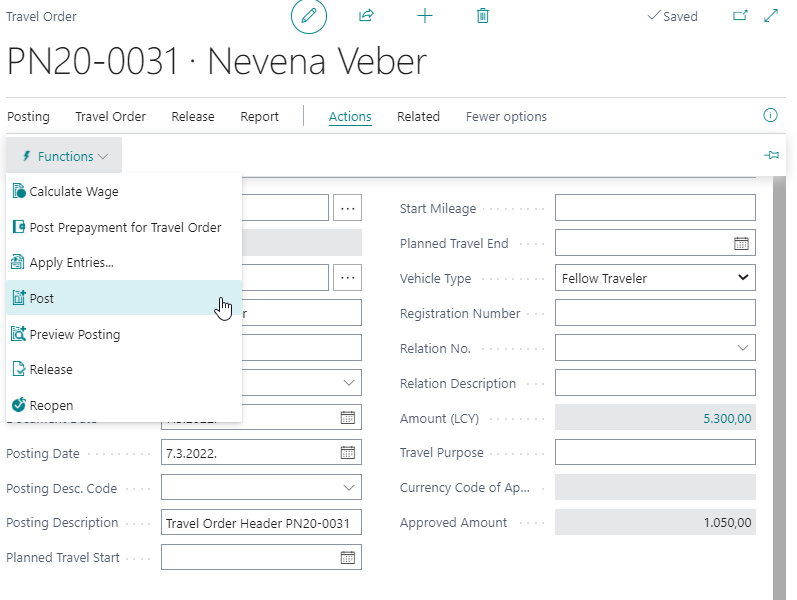 Travel Order
Saved
PN20-0031 · Nevena Veber
Posting Travel Order Release Report Actions Related Fewer options
Functions
Calculate Wage
Post Prepayment for Travel Order
Apply Entries...
Post
Preview Posting
Release
Reopen
Posting Date 7.3.2022.
Posting Desc. Code
Posting Description Travel Order Header PN20-0031
Planned Travel Start
Start Mileage
Planned Travel End
Vehicle Type Fellow Traveler
Registration Number
Relation No.
Relation Description
Amount (LCY) 5.300,00
Travel Purpose
Currency Code of Ap...
Approved Amount 1.050,00